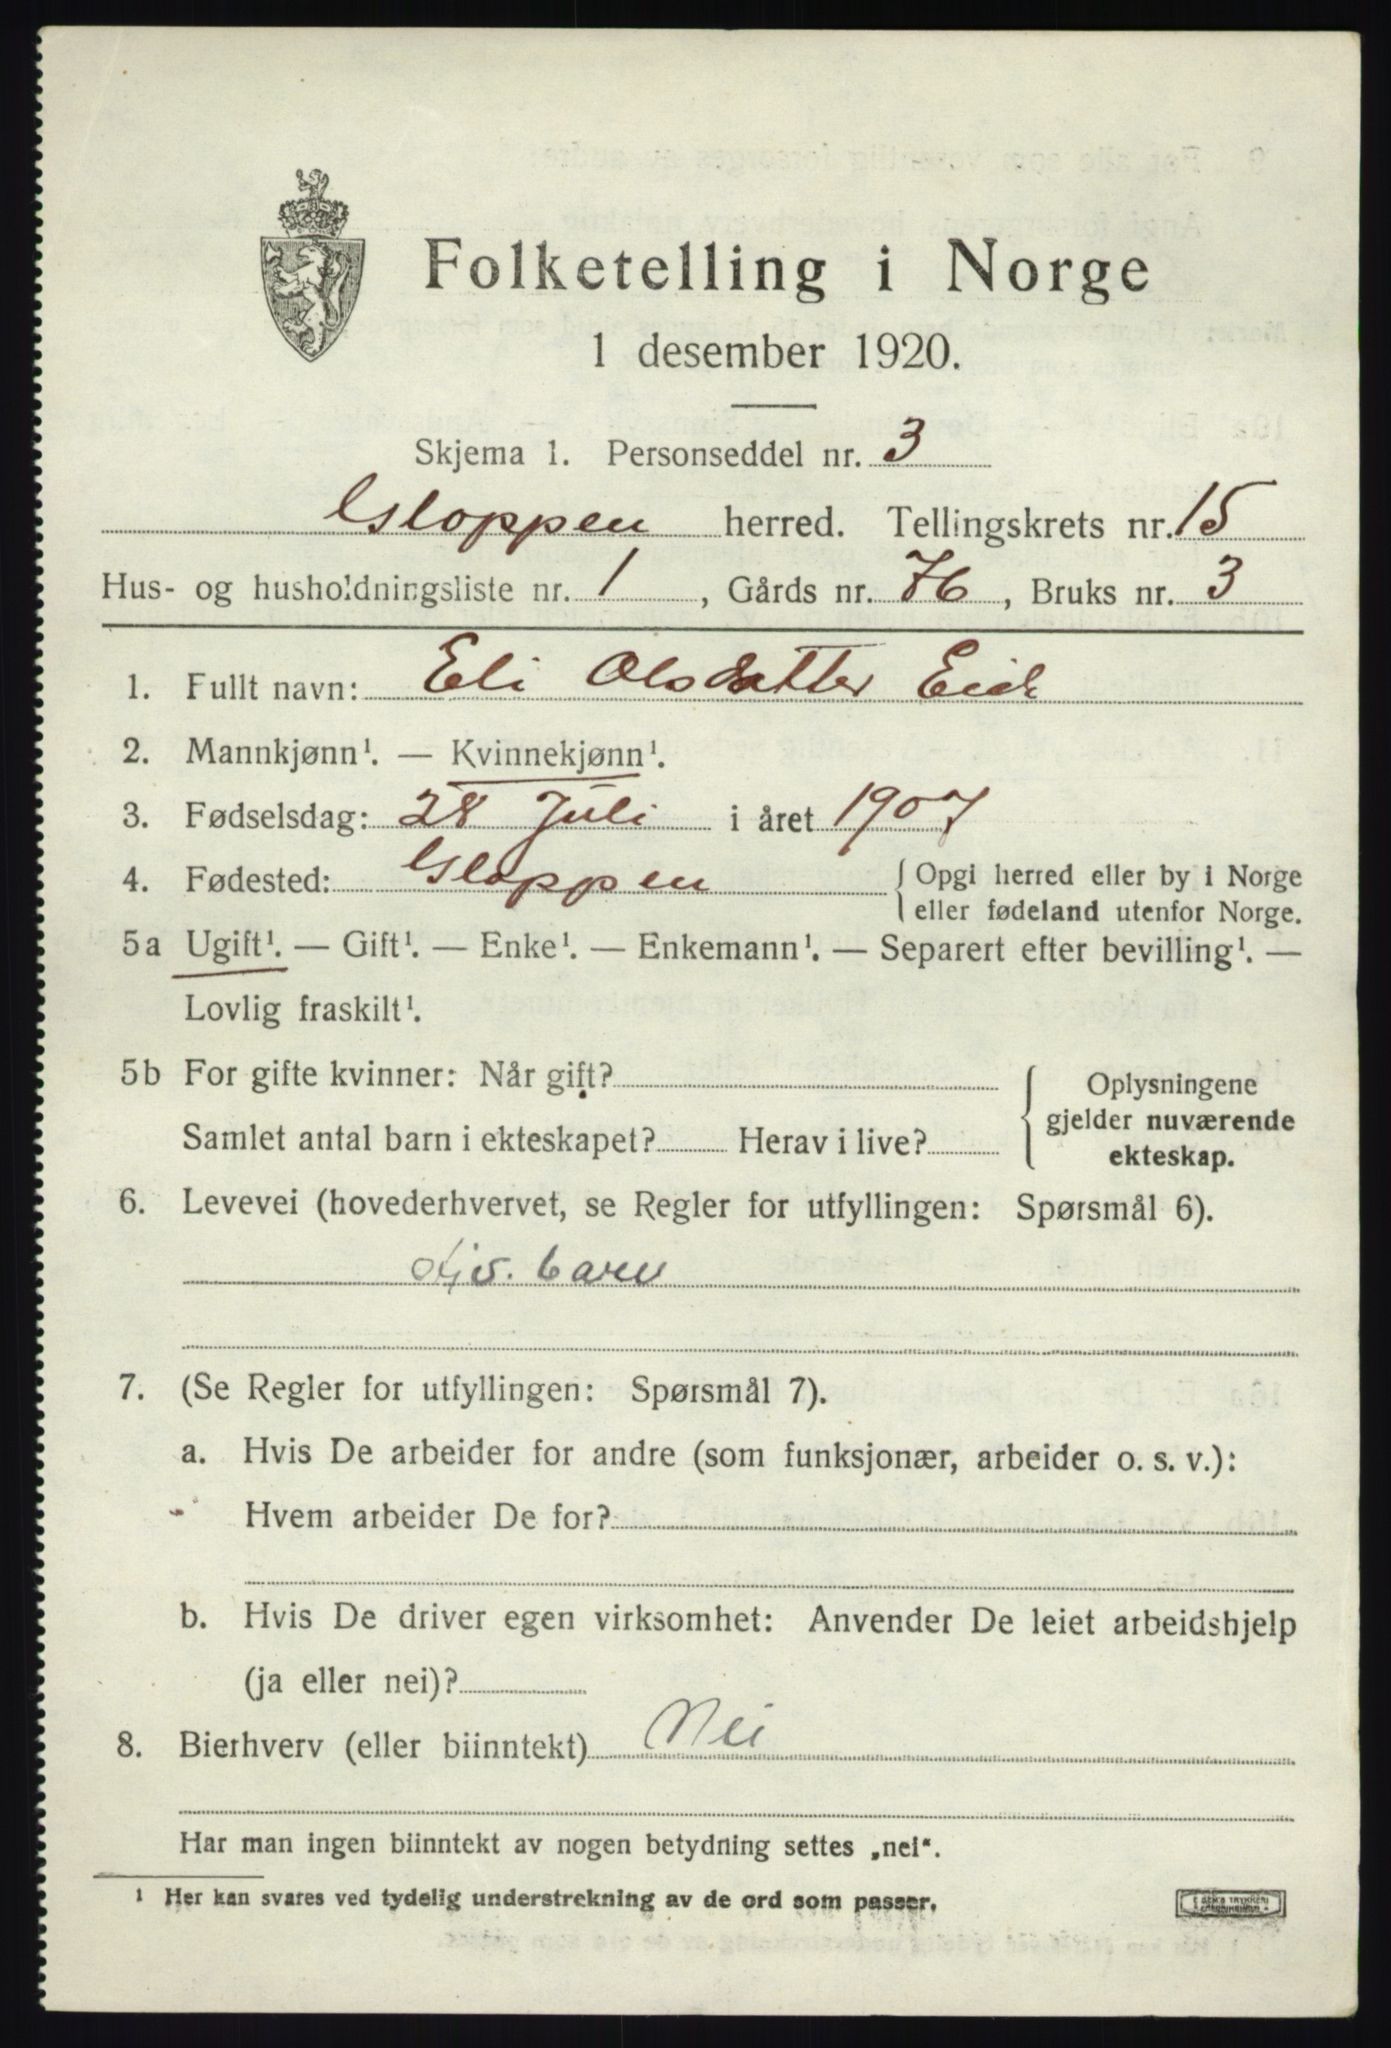 Folketelling i Norge
1 desember 1920.
Skjema 1. Personseddel nr. 3
Gloppen herred. Tellingskrets nr. 15
Hus- og husholdningsliste nr. 1, Gårds nr. 76, Bruks nr. 3
1. Fullt navn: Eli Olsdatter Eide
2. Mannkjønn¹. — Kvinnekjønn¹.
3. Fødselsdag: 28 Juli i året 1907
4. Fødested: Gloppen { Opgi herred eller by i Norge
eller fødeland utenfor Norge.
5a Ugift¹. — Gift¹. — Enke¹. — Enkemann¹. — Separert efter bevilling¹. —
Lovlig fraskilt¹.
5b For gifte kvinner: Når gift? { Oplysningene
gjelder nuværende
Samlet antal barn i ekteskapet? Herav i live?
ekteskap.
6. Levevei (hovederhvervet, se Regler for utfyllingen: Spørsmål 6).
barn
7. (Se Regler for utfyllingen: Spørsmål 7).
a. Hvis De arbeider for andre (som funksjonær, arbeider o. s. v.):
Hvem arbeider De for?
b. Hvis De driver egen virksomhet: Anvender De leiet arbeidshjelp
(ja eller nei)?
8. Bierhverv (eller biinntekt) Nei
Har man ingen biinntekt av nogen betydning settes „nei“.
1 Her kan svares ved tydelig understrekning av de ord som passer.